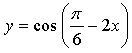 y = cos(π/6 − 2x)